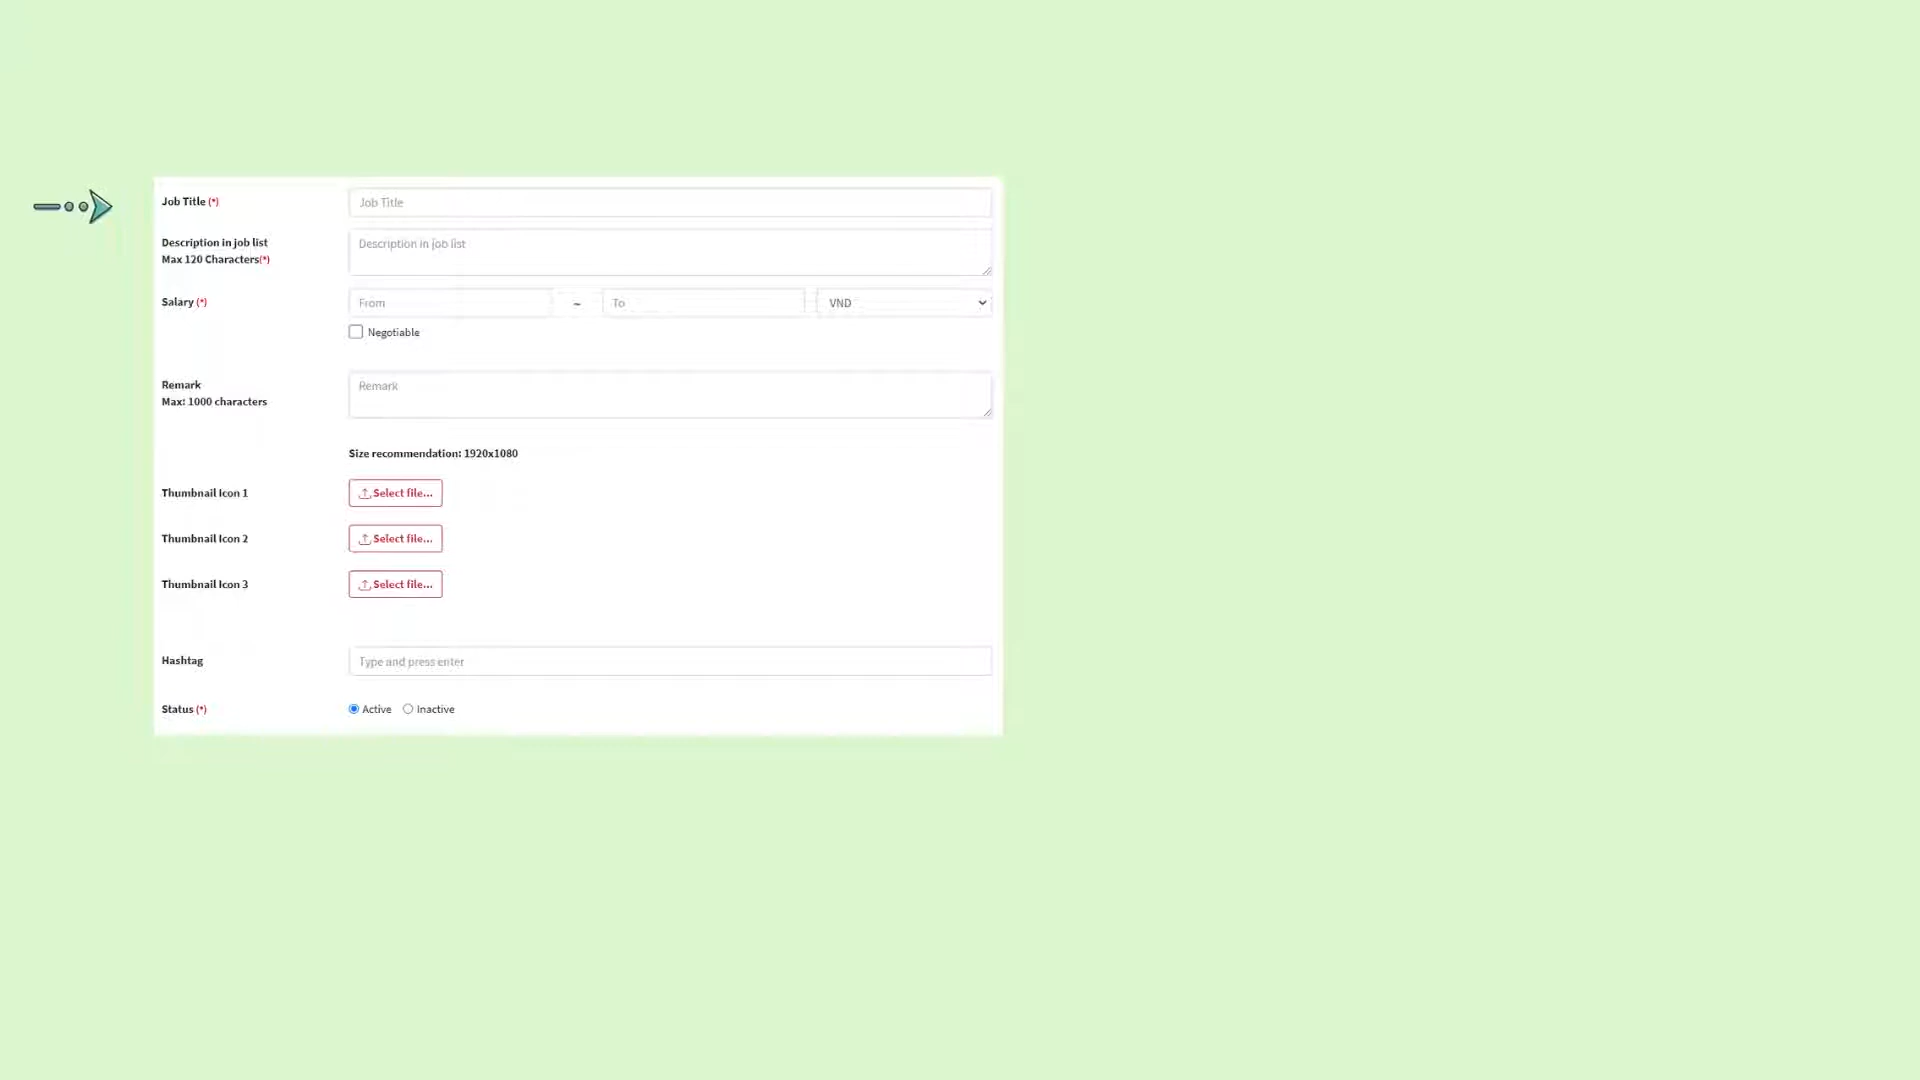 Job Title (*)
Job Title
Description in job list
Max 120 Characters(*)
Description in job list
Salary (*)
From
~
To
VND
Negotiable
Remark
Max: 1000 characters
Remark
Size recommendation: 1920x1080
Thumbnail Icon 1
Select file...
Thumbnail Icon 2
Select file...
Thumbnail Icon 3
Select file...
Hashtag
Type and press enter
Status (*)
Active
Inactive